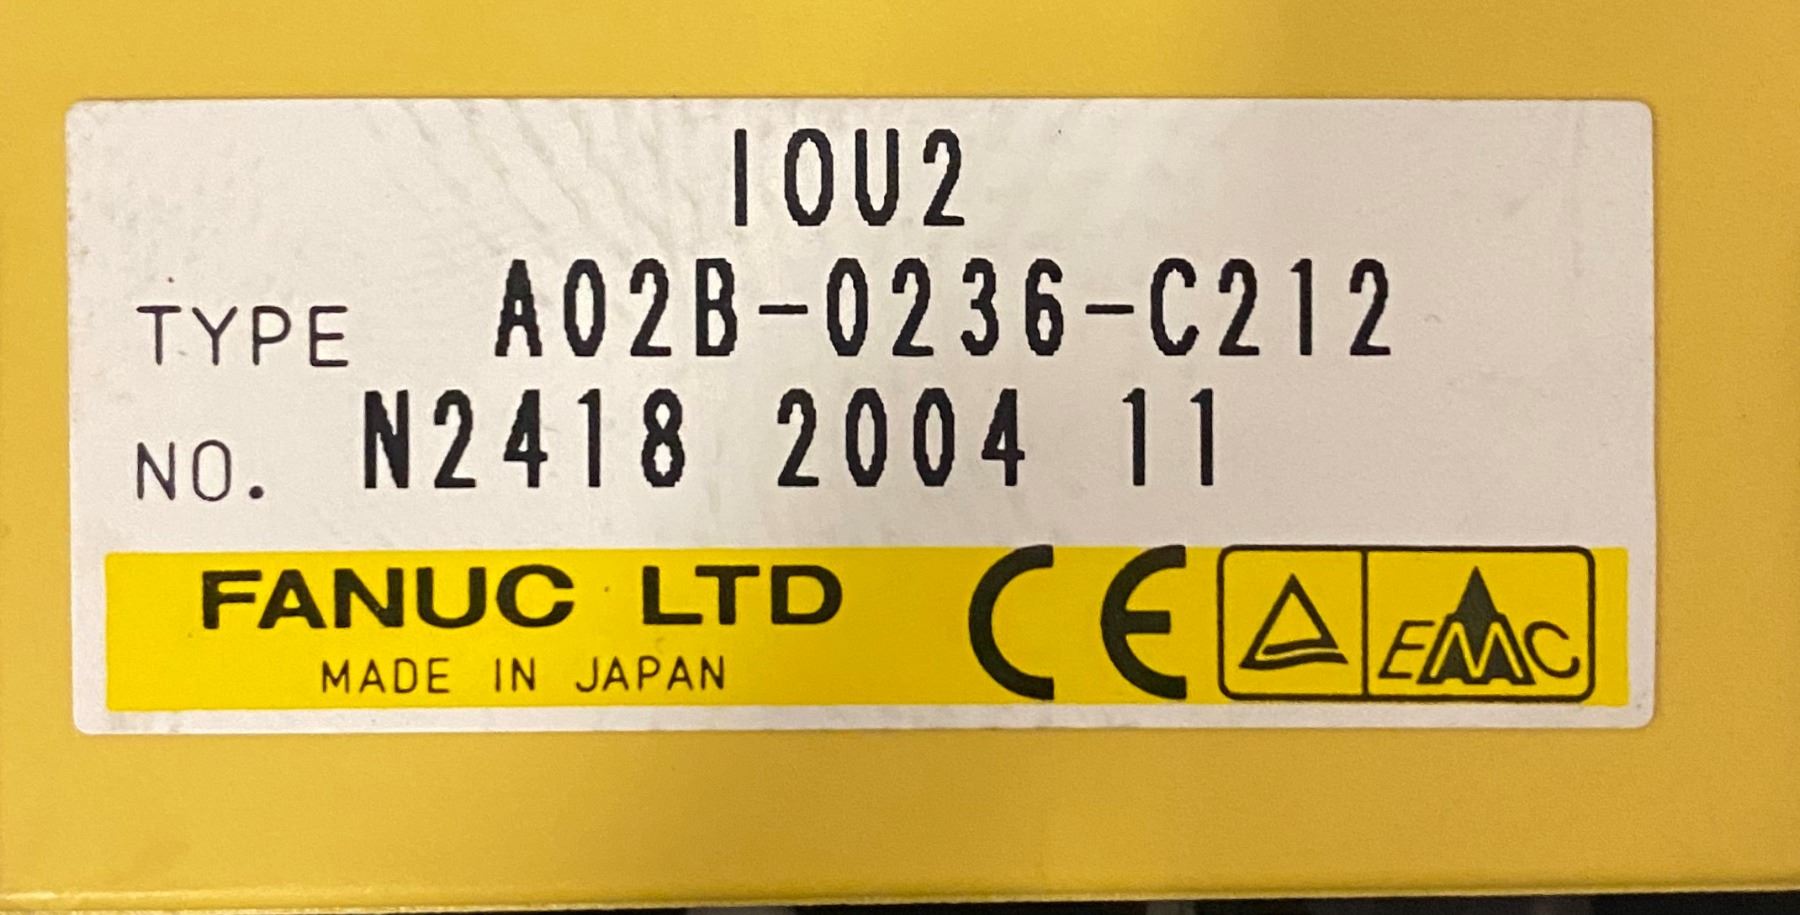 IOU2
TYPE A02B-0236-C212
NO. N2418 2004 11
FANUC LTD
MADE IN JAPAN
CE
EMC